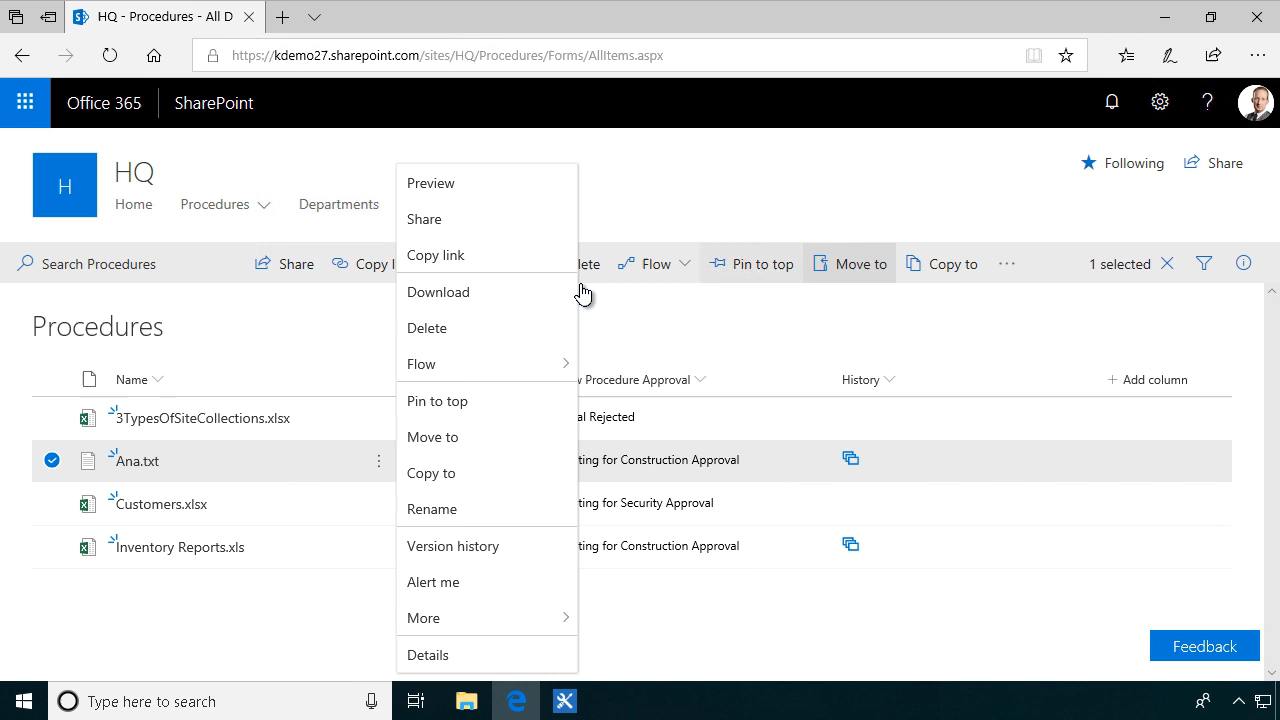 HQ - Procedures - All D
https://kdemo27.sharepoint.com/sites/HQ/Procedures/Forms/AllItems.aspx
Office 365 SharePoint ?
H
HQ
Following Share
Home Procedures Departments
Search Procedures Share Copy l lete Flow Pin to top Move to Copy to ··· 1 selected
Preview
Share
Copy link
Download
Delete
Flow
Pin to top
Move to
Copy to
Rename
Version history
Alert me
More
Details
Procedures
Name w Procedure Approval History + Add column
3TypesOfSiteCollections.xlsx al Rejected
Ana.txt ting for Construction Approval
Customers.xlsx ting for Security Approval
Inventory Reports.xls ting for Construction Approval
Feedback
Type here to search